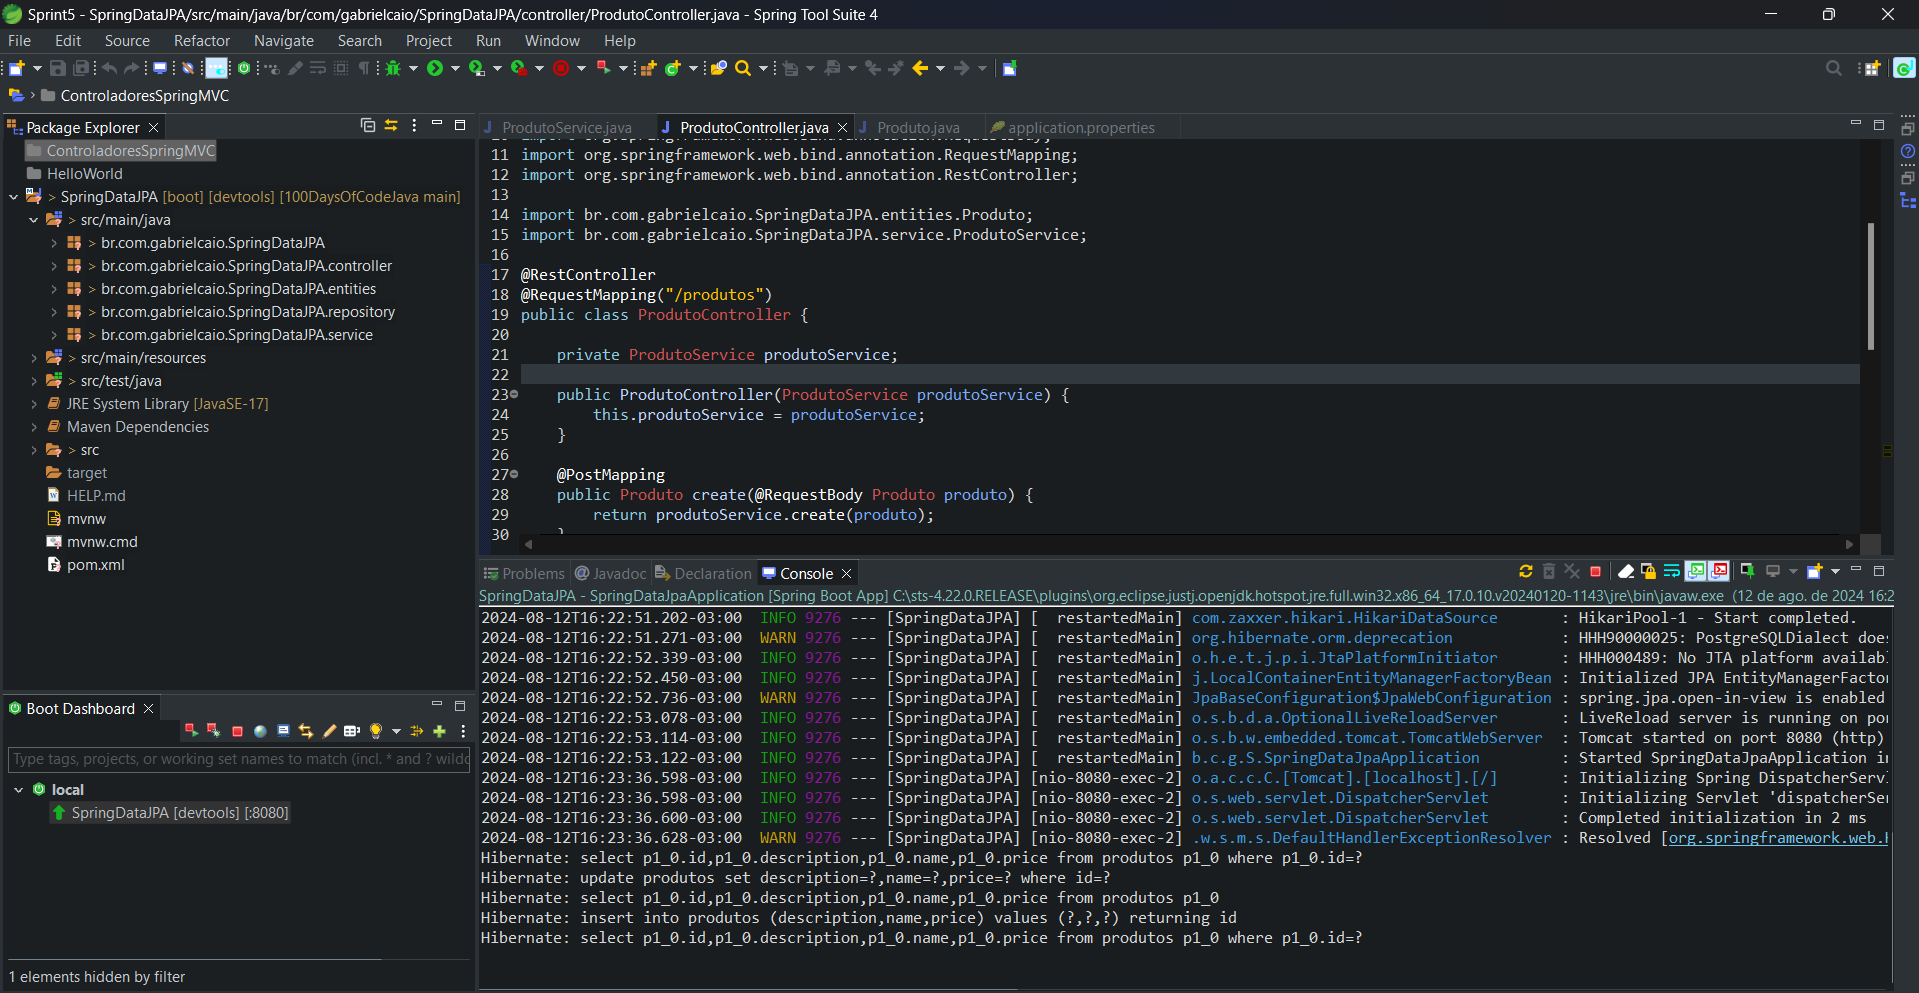 Sprint5 - SpringDataJPA/src/main/java/br/com/gabrielcaio/SpringDataJPA/controller/ProdutoController.java - Spring Tool Suite 4
File Edit Source Refactor Navigate Search Project Run Window Help
ControladoresSpringMVC
Package Explorer
ControladoresSpringMVC
HelloWorld
> SpringDataJPA [boot] [devtools] [100DaysOfCodeJava main]
> src/main/java
> br.com.gabrielcaio.SpringDataJPA
> br.com.gabrielcaio.SpringDataJPA.controller
> br.com.gabrielcaio.SpringDataJPA.entities
> br.com.gabrielcaio.SpringDataJPA.repository
> br.com.gabrielcaio.SpringDataJPA.service
> src/main/resources
> src/test/java
JRE System Library [JavaSE-17]
Maven Dependencies
> src
target
HELP.md
mvnw
mvnw.cmd
pom.xml
Boot Dashboard
Type tags, projects, or working set names to match (incl. * and ? wildc
local
SpringDataJPA [devtools] [:8080]
1 elements hidden by filter
ProdutoService.java ProdutoController.java Produto.java application.properties
11 import org.springframework.web.bind.annotation.RequestMapping;
12 import org.springframework.web.bind.annotation.RestController;
13
14 import br.com.gabrielcaio.SpringDataJPA.entities.Produto;
15 import br.com.gabrielcaio.SpringDataJPA.service.ProdutoService;
16
17 @RestController
18 @RequestMapping("/produtos")
19 public class ProdutoController {
20
21 private ProdutoService produtoService;
22
23 public ProdutoController(ProdutoService produtoService) {
24 this.produtoService = produtoService;
25 }
26
27 @PostMapping
28 public Produto create(@RequestBody Produto produto) {
29 return produtoService.create(produto);
30 }
Problems Javadoc Declaration Console
SpringDataJPA - SpringDataJpaApplication [Spring Boot App] C:\sts-4.22.0.RELEASE\plugins\org.eclipse.justj.openjdk.hotspot.jre.full.win32.x86_64_17.0.10.v20240120-1143\jre\bin\javaw.exe (12 de ago. de 2024 16:2
2024-08-12T16:22:51.202-03:00 INFO 9276 --- [SpringDataJPA] [ restartedMain] com.zaxxer.hikari.HikariDataSource : HikariPool-1 - Start completed.
2024-08-12T16:22:51.271-03:00 WARN 9276 --- [SpringDataJPA] [ restartedMain] org.hibernate.orm.deprecation : HHH90000025: PostgreSQLDialect does
2024-08-12T16:22:52.339-03:00 INFO 9276 --- [SpringDataJPA] [ restartedMain] o.h.e.t.j.p.i.JtaPlatformInitiator : HHH000489: No JTA platform availabl
2024-08-12T16:22:52.450-03:00 INFO 9276 --- [SpringDataJPA] [ restartedMain] j.LocalContainerEntityManagerFactoryBean : Initialized JPA EntityManagerFactor
2024-08-12T16:22:52.736-03:00 WARN 9276 --- [SpringDataJPA] [ restartedMain] JpaBaseConfiguration$JpaWebConfiguration : spring.jpa.open-in-view is enabled
2024-08-12T16:22:53.078-03:00 INFO 9276 --- [SpringDataJPA] [ restartedMain] o.s.b.d.a.OptionalLiveReloadServer : LiveReload server is running on por
2024-08-12T16:22:53.114-03:00 INFO 9276 --- [SpringDataJPA] [ restartedMain] o.s.b.w.embedded.tomcat.TomcatWebServer : Tomcat started on port 8080 (http)
2024-08-12T16:22:53.122-03:00 INFO 9276 --- [SpringDataJPA] [ restartedMain] b.c.g.S.SpringDataJpaApplication : Started SpringDataJpaApplication in
2024-08-12T16:23:36.598-03:00 INFO 9276 --- [SpringDataJPA] [nio-8080-exec-2] o.a.c.c.C.[Tomcat].[localhost].[/] : Initializing Spring DispatcherServl
2024-08-12T16:23:36.598-03:00 INFO 9276 --- [SpringDataJPA] [nio-8080-exec-2] o.s.web.servlet.DispatcherServlet : Initializing Servlet 'dispatcherSer
2024-08-12T16:23:36.600-03:00 INFO 9276 --- [SpringDataJPA] [nio-8080-exec-2] o.s.web.servlet.DispatcherServlet : Completed initialization in 2 ms
2024-08-12T16:23:36.628-03:00 WARN 9276 --- [SpringDataJPA] [nio-8080-exec-2] .w.s.m.s.DefaultHandlerExceptionResolver : Resolved [org.springframework.web.H
Hibernate: select p1_0.id,p1_0.description,p1_0.name,p1_0.price from produtos p1_0 where p1_0.id=?
Hibernate: update produtos set description=?,name=?,price=? where id=?
Hibernate: select p1_0.id,p1_0.description,p1_0.name,p1_0.price from produtos p1_0
Hibernate: insert into produtos (description,name,price) values (?,?,?) returning id
Hibernate: select p1_0.id,p1_0.description,p1_0.name,p1_0.price from produtos p1_0 where p1_0.id=?